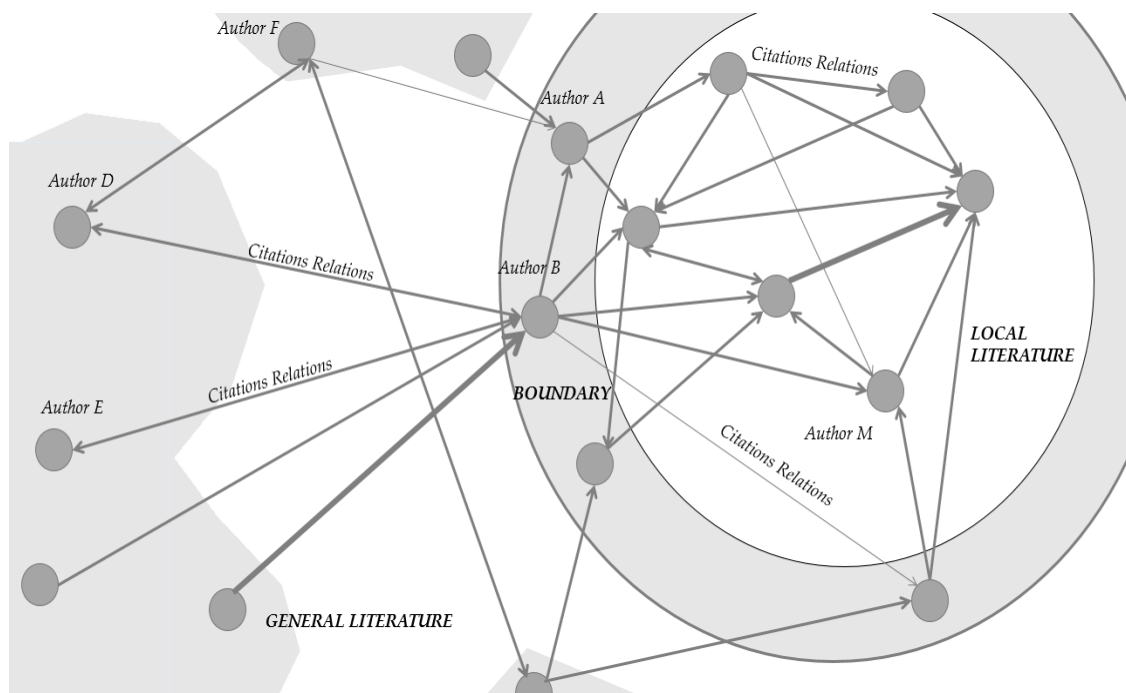 Author F
Citations Relations
Author A
Author D
Citations Relations
Author B
LOCAL
LITERATURE
Citations Relations
BOUNDARY
Author E
Author M
Citations Relations
GENERAL LITERATURE